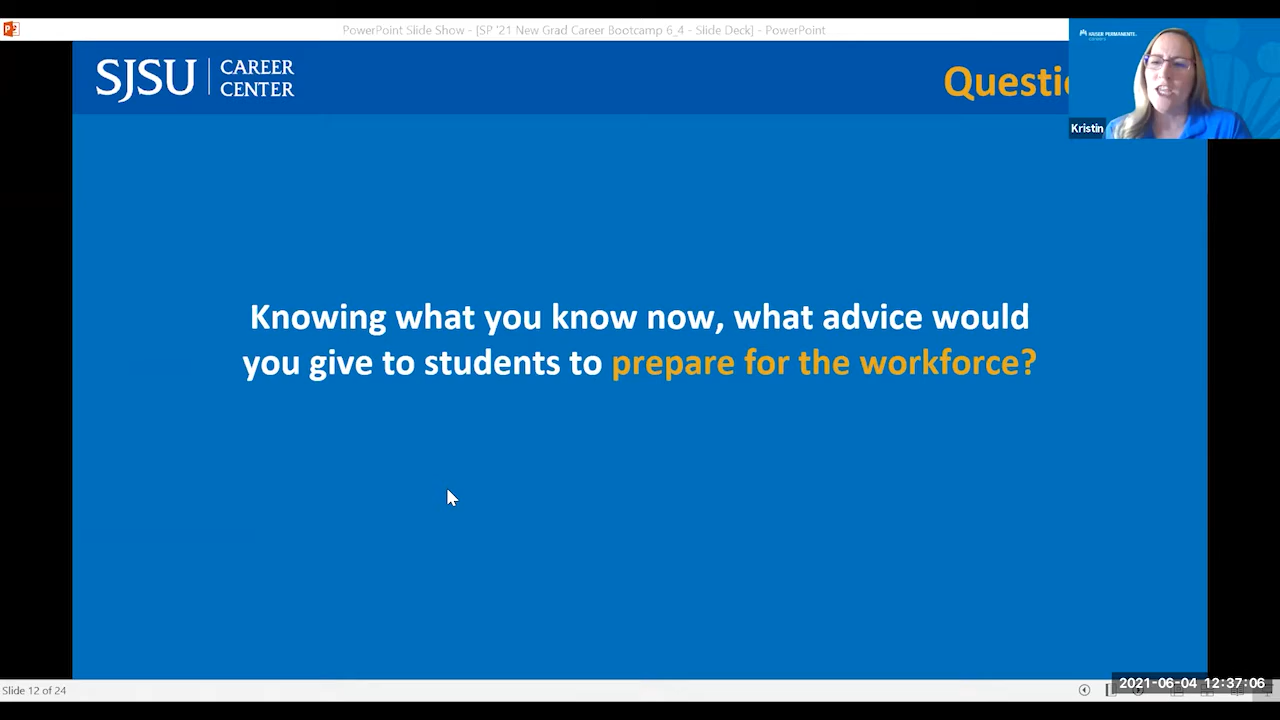 PowerPoint Slide Show - [SP '21 New Grad Career Bootcamp 6_4 - Slide Deck] - PowerPoint
SJSU CAREER CENTER
Questi
KAISER PERMANENTE
Kristin
Knowing what you know now, what advice would
you give to students to prepare for the workforce?
Slide 12 of 24
2021-06-04 12:37:06